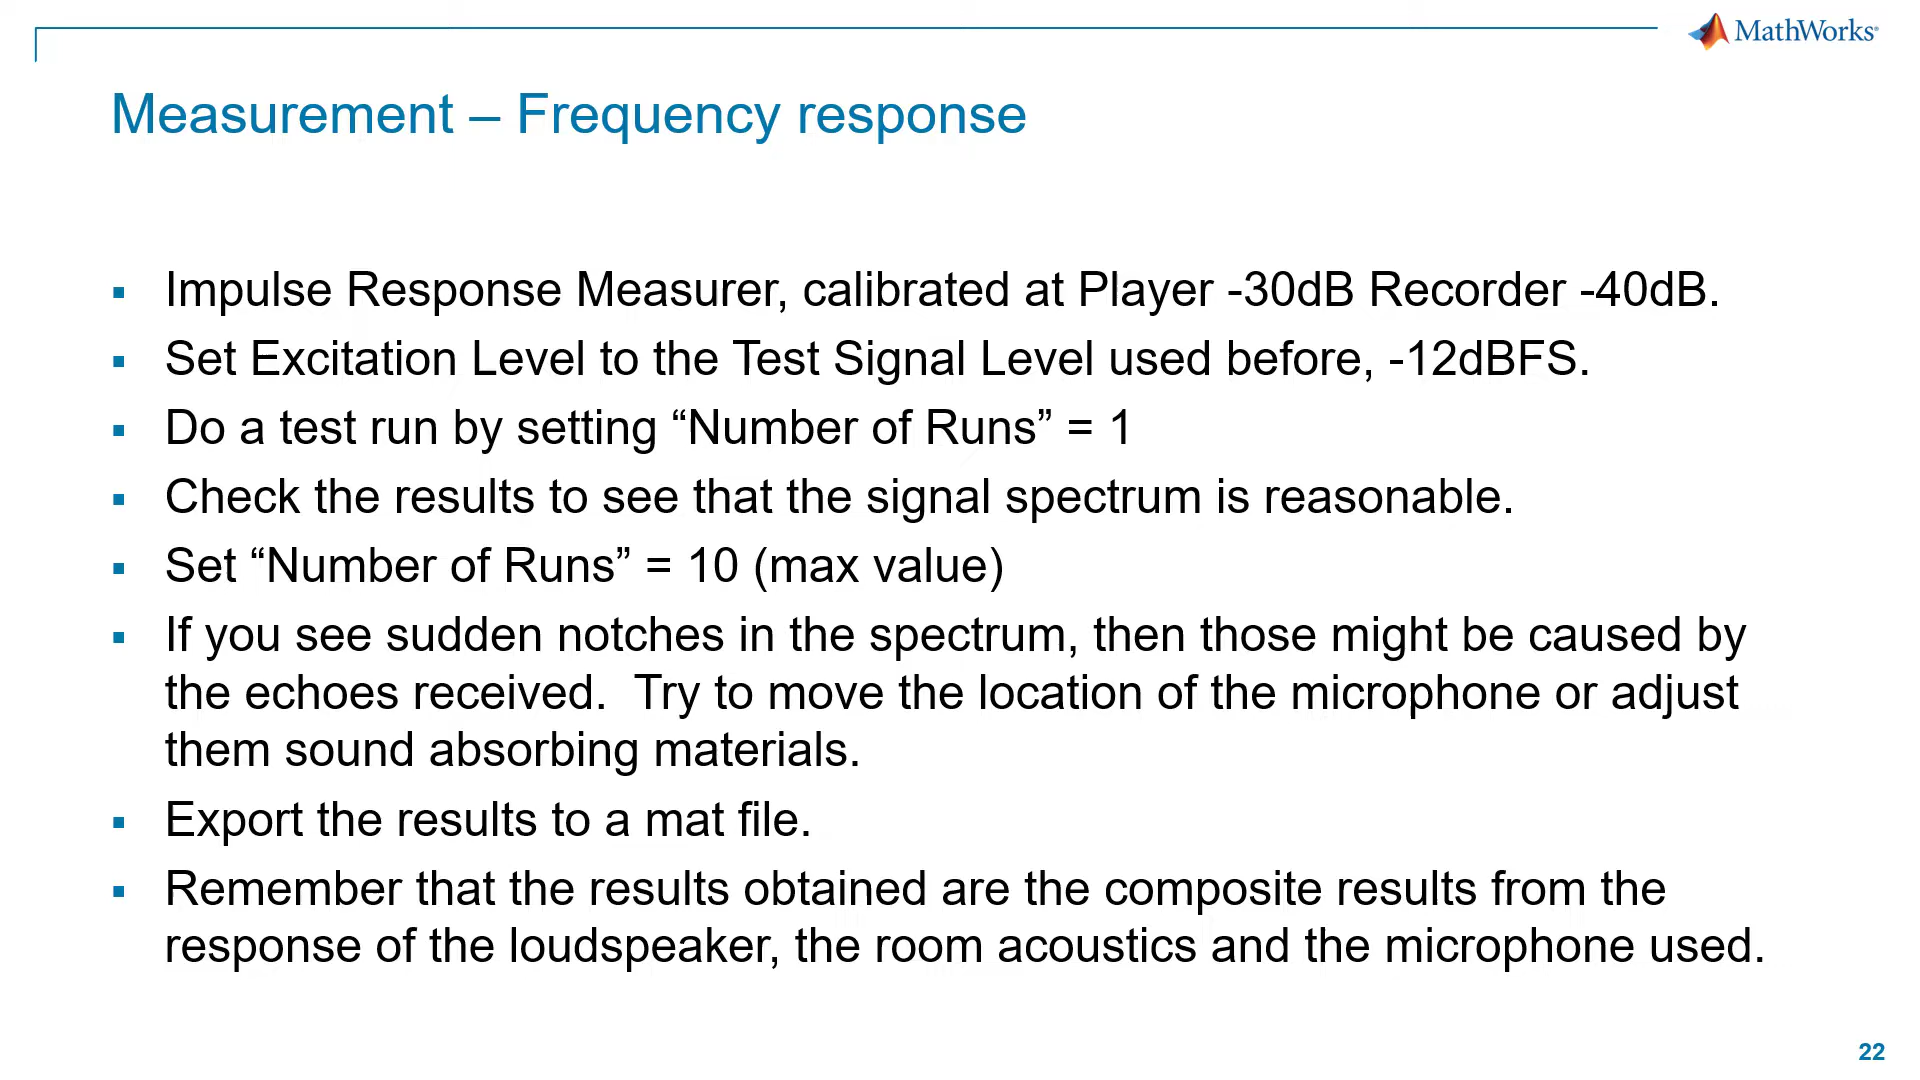 MathWorks
Measurement – Frequency response
▪ Impulse Response Measurer, calibrated at Player -30dB Recorder -40dB.
▪ Set Excitation Level to the Test Signal Level used before, -12dBFS.
▪ Do a test run by setting “Number of Runs” = 1
▪ Check the results to see that the signal spectrum is reasonable.
▪ Set “Number of Runs” = 10 (max value)
▪ If you see sudden notches in the spectrum, then those might be caused by
the echoes received.  Try to move the location of the microphone or adjust
them sound absorbing materials.
▪ Export the results to a mat file.
▪ Remember that the results obtained are the composite results from the
response of the loudspeaker, the room acoustics and the microphone used.
22